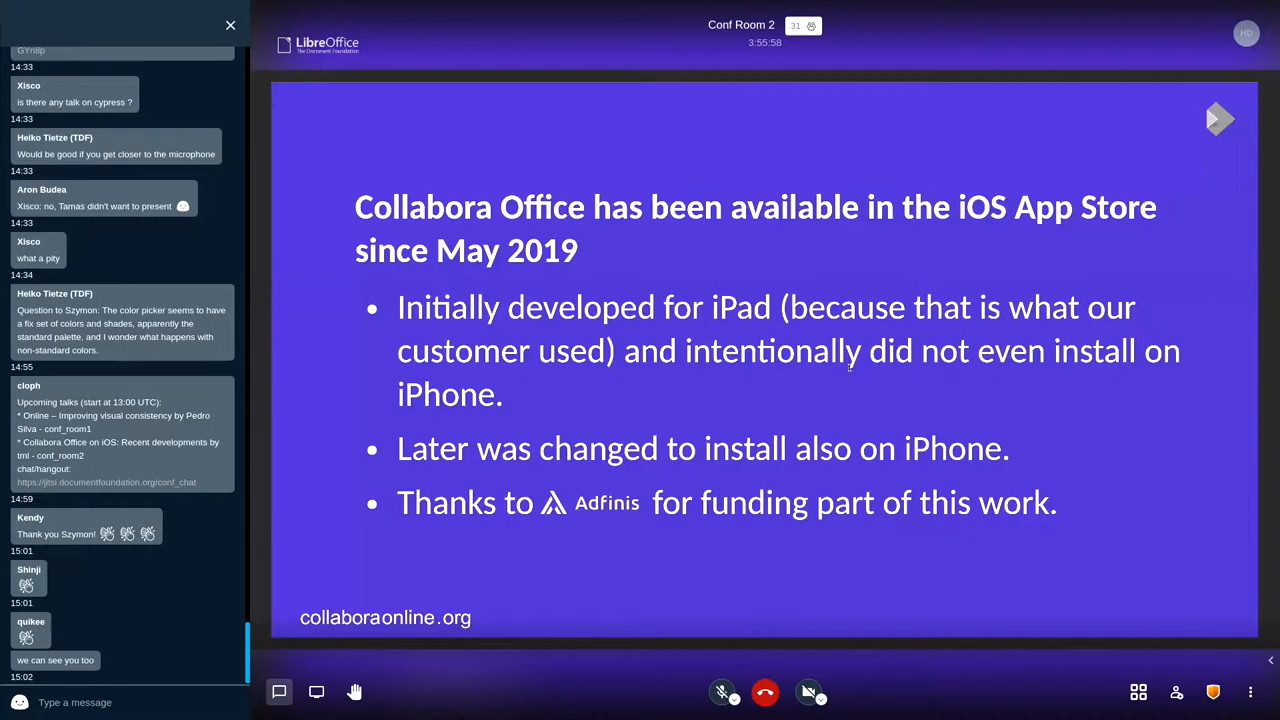 GYn8p
14:33
Xisco
is there any talk on cypress ?
14:33
Heiko Tietze (TDF)
Would be good if you get closer to the microphone
14:33
Aron Budea
Xisco: no, Tamas didn't want to present
14:33
Xisco
what a pity
14:34
Heiko Tietze (TDF)
Question to Szymon: The color picker seems to have
a fix set of colors and shades, apparently the
standard palette, and I wonder what happens with
non-standard colors.
14:55
cloph
Upcoming talks (start at 13:00 UTC):
* Online – Improving visual consistency by Pedro
Silva - conf_room1
* Collabora Office on iOS: Recent developments by
tml - conf_room2
chat/hangout:
https://jitsi.documentfoundation.org/conf_chat
14:59
Kendy
Thank you Szymon!
15:01
Shinji
15:01
quikee
we can see you too
15:02
Type a message
LibreOffice
The Document Foundation
Conf Room 2
31
3:55:58
HD
Collabora Office has been available in the iOS App Store
since May 2019
• Initially developed for iPad (because that is what our
customer used) and intentionally did not even install on
iPhone.
• Later was changed to install also on iPhone.
• Thanks to Adfinis for funding part of this work.
collaboraonline.org